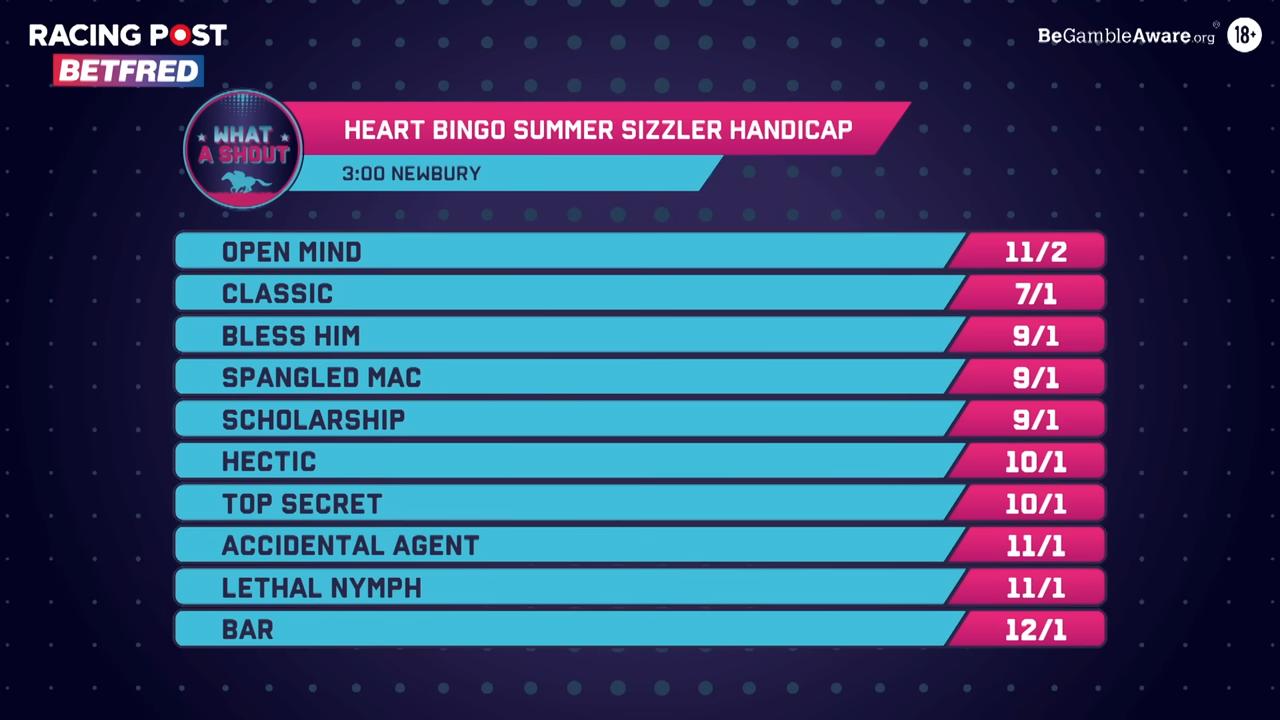 RACING POST
BETFRED
BeGambleAware.org® 18+
WHAT
A SHOUT
HEART BINGO SUMMER SIZZLER HANDICAP
3:00 NEWBURY
OPEN MIND 11/2
CLASSIC 7/1
BLESS HIM 9/1
SPANGLED MAC 9/1
SCHOLARSHIP 9/1
HECTIC 10/1
TOP SECRET 10/1
ACCIDENTAL AGENT 11/1
LETHAL NYMPH 11/1
BAR 12/1